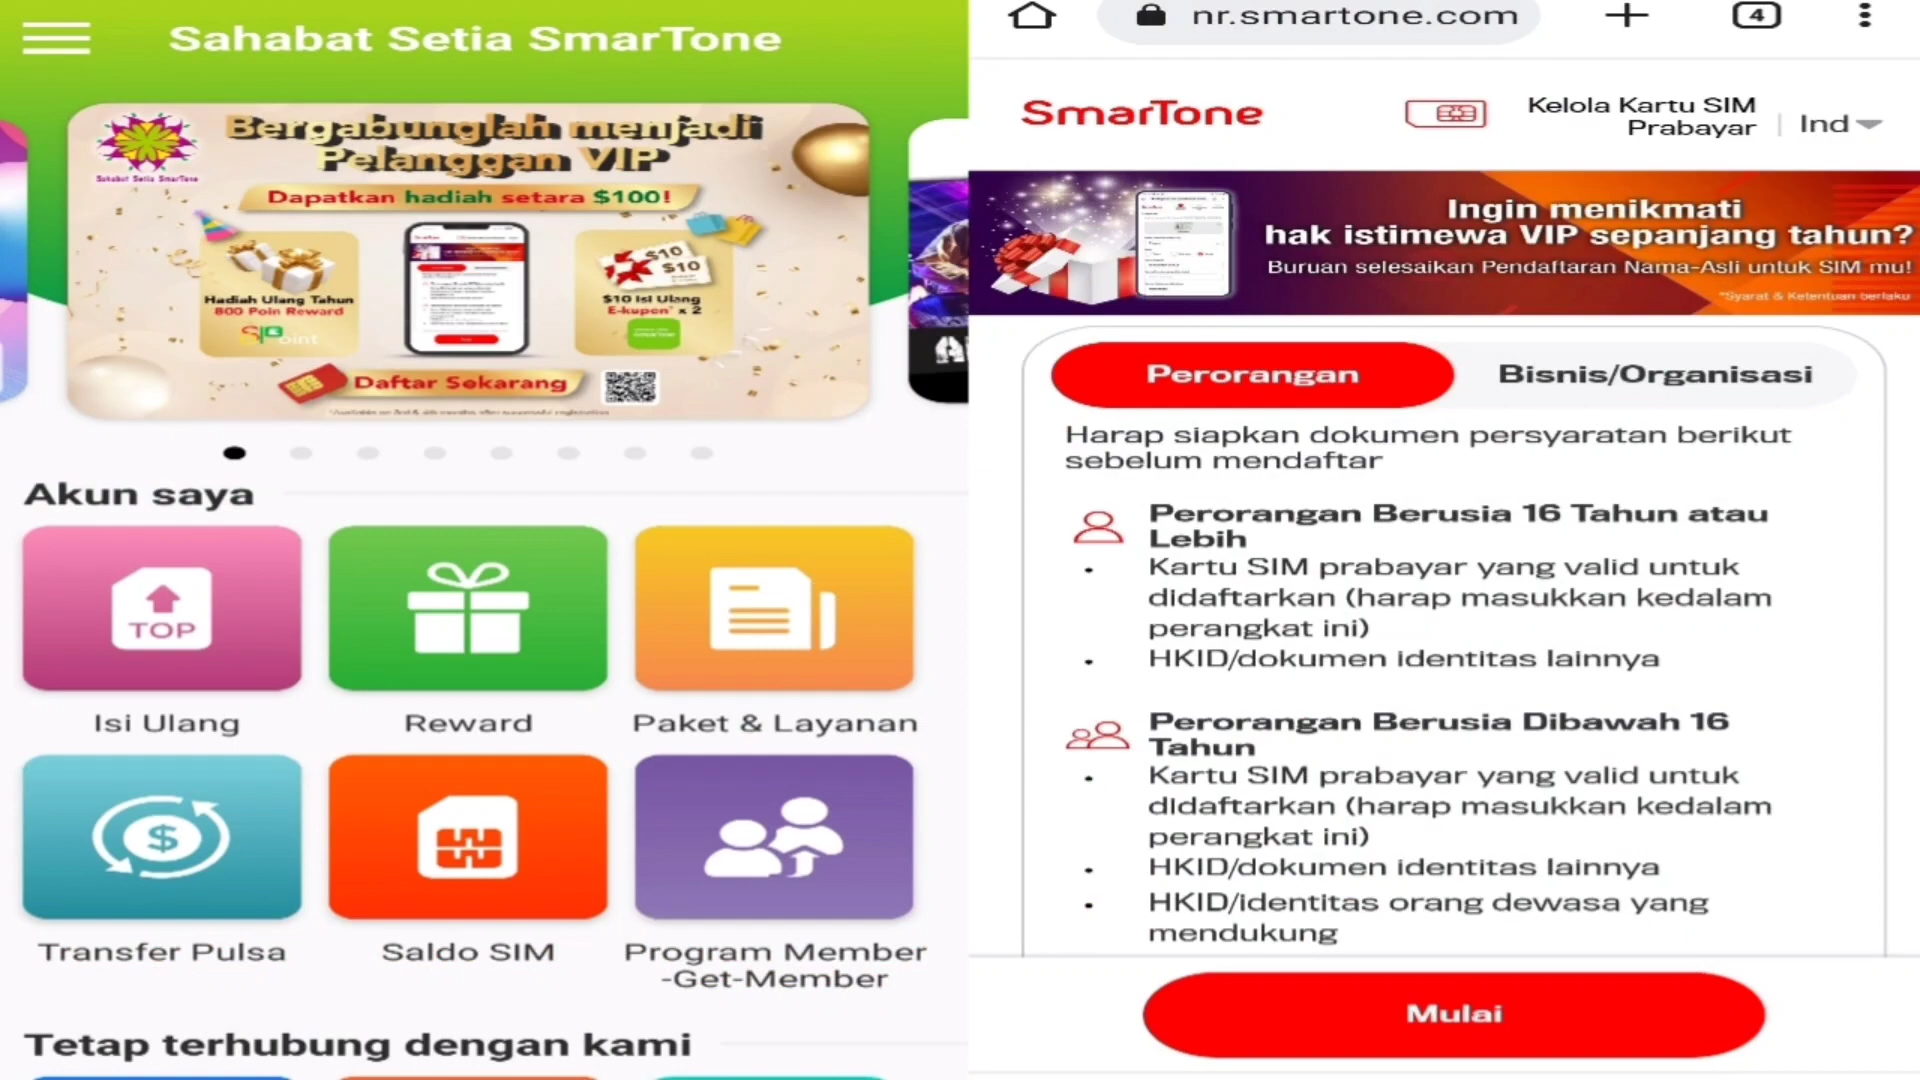 Sahabat Setia SmarTone
Bergabunglah menjadi
Pelanggan VIP
Sahabat Setia SmarTone
Dapatkan hadiah setara $100!
$10
$10
Hadiah Ulang Tahun
800 Poin Reward
$10 Isi Ulang
E-kupon* x 2
Daftar Sekarang
Akun saya
TOP
Isi Ulang
Reward
Paket & Layanan
$
Transfer Pulsa
Saldo SIM
Program Member
-Get-Member
Tetap terhubung dengan kami
nr.smartone.com
4
SmarTone
Kelola Kartu SIM
Prabayar
Ind
Ingin menikmati
hak istimewa VIP sepanjang tahun?
Buruan selesaikan Pendaftaran Nama-Asli untuk SIM mu!
*Syarat & Ketentuan berlaku
Perorangan
Bisnis/Organisasi
Harap siapkan dokumen persyaratan berikut
sebelum mendaftar
Perorangan Berusia 16 Tahun atau
Lebih
• Kartu SIM prabayar yang valid untuk
didaftarkan (harap masukkan kedalam
perangkat ini)
• HKID/dokumen identitas lainnya
Perorangan Berusia Dibawah 16
Tahun
• Kartu SIM prabayar yang valid untuk
didaftarkan (harap masukkan kedalam
perangkat ini)
• HKID/dokumen identitas lainnya
• HKID/identitas orang dewasa yang
mendukung
Mulai